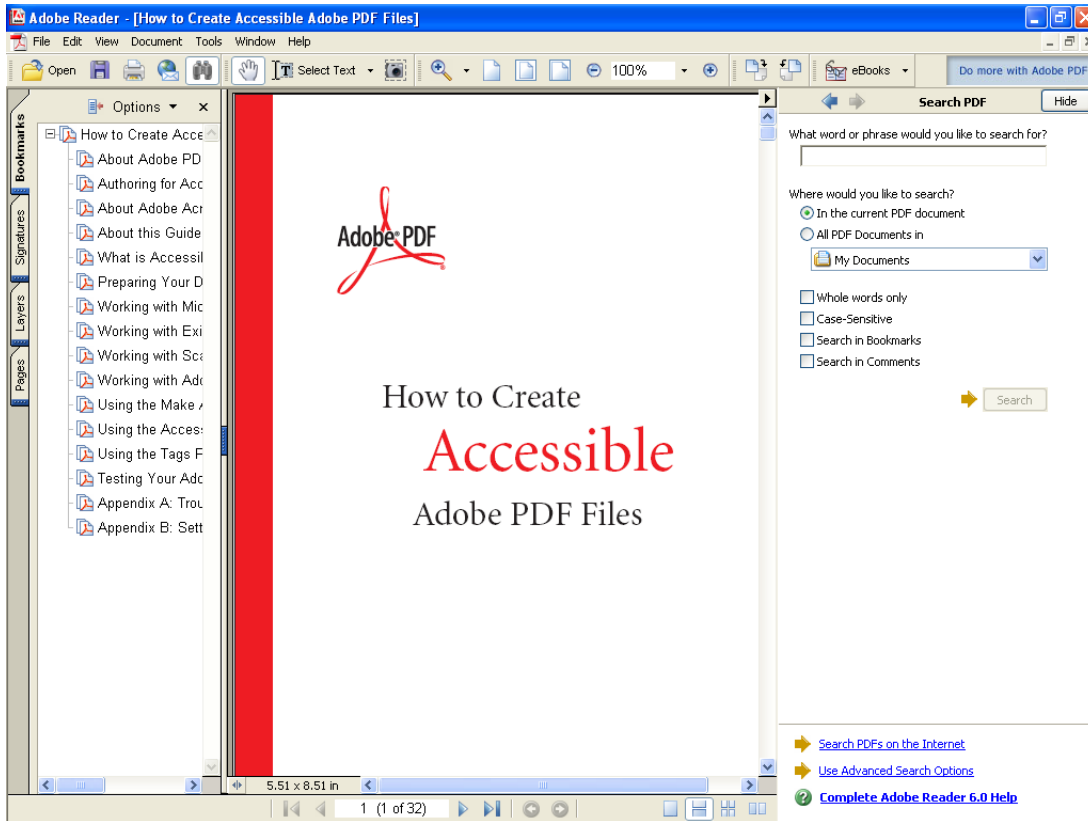 Adobe Reader - [How to Create Accessible Adobe PDF Files]
File Edit View Document Tools Window Help
Open Select Text 100% eBooks Do more with Adobe PDF
Bookmarks
Signatures
Layers
Pages
Options
How to Create Acce
About Adobe PD
Authoring for Acc
About Adobe Acr
About this Guide
What is Accessil
Preparing Your D
Working with Mic
Working with Exi
Working with Sca
Working with Ado
Using the Make
Using the Access
Using the Tags F
Testing Your Ado
Appendix A: Trou
Appendix B: Sett
Adobe® PDF
How to Create
Accessible
Adobe PDF Files
5.51 x 8.51 in
1 (1 of 32)
Search PDF Hide
What word or phrase would you like to search for?
Where would you like to search?
In the current PDF document
All PDF Documents in
My Documents
Whole words only
Case-Sensitive
Search in Bookmarks
Search in Comments
Search
Search PDFs on the Internet
Use Advanced Search Options
Complete Adobe Reader 6.0 Help